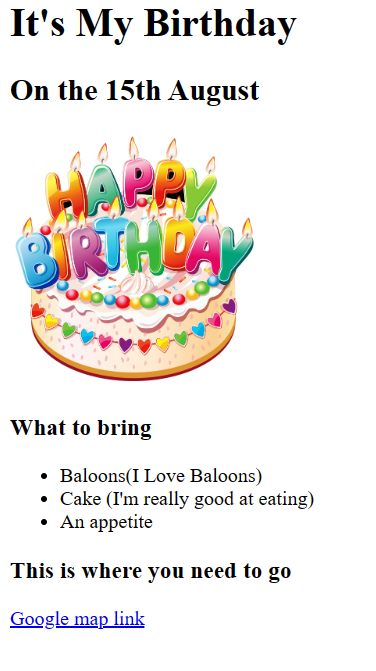 It's My Birthday
On the 15th August
HAPPY
BIRTHDAY
What to bring
Baloons(I Love Baloons)
Cake (I'm really good at eating)
An appetite
This is where you need to go
Google map link